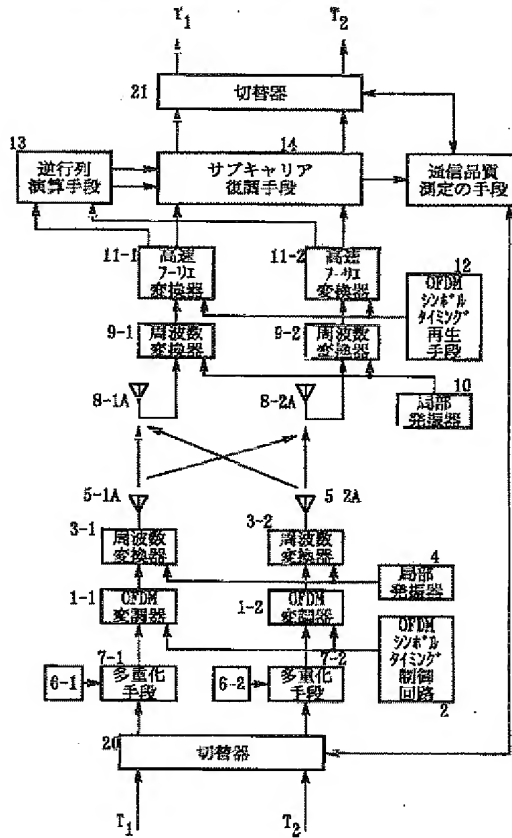 T1
T2
21
切替器
13
逆行列
演算手段
14
サブキャリア
復調手段
通信品質
測定の手段
11-1
高速
フーリエ
変換器
11-2
高速
フーリエ
変換器
12
OFDM
シンボル
タイミング
再生
手段
9-1
周波数
変換器
9-2
周波数
変換器
8-1A
8-2A
10
局部
発振器
5-1A
5-2A
3-1
周波数
変換器
3-2
周波数
変換器
4
局部
発振器
1-1
OFDM
変調器
1-2
OFDM
変調器
OFDM
シンボル
タイミング
制御
回路
2
6-1
7-1
多重化
手段
6-2
7-2
多重化
手段
20
切替器
T1
T2